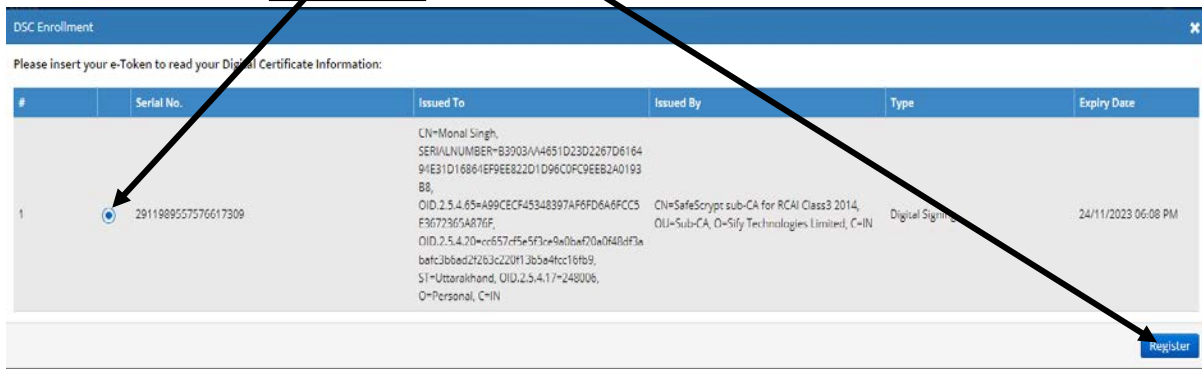 DSC Enrollment
Please insert your e-Token to read your Digital Certificate Information:
# Serial No. Issued To Issued By Type Expiry Date
CN=Monal Singh,
SERIALNUMBER=B3903AA4651D23D2267D6164
94E31D16864EF9EE822D1D96C0FC9EEB2A0193
B8,
OID.2.5.4.65=A99CECF45348397AF6FD6A6FCC5
E3672365A876F,
OID.2.5.4.20=cc657cf5e5f3ce9a0baf20a0f48df3a
bafc3b6ad2f263c220f13b5a4fcc16fb9,
ST=Uttarakhand, OID.2.5.4.17=248006,
O=Personal, C=IN
CN=SafeScrypt sub-CA for RCAI Class3 2014,
OU=Sub-CA, O=Sify Technologies Limited, C=IN
1 2911989557576617309 Digital Signing 24/11/2023 06:08 PM
Register